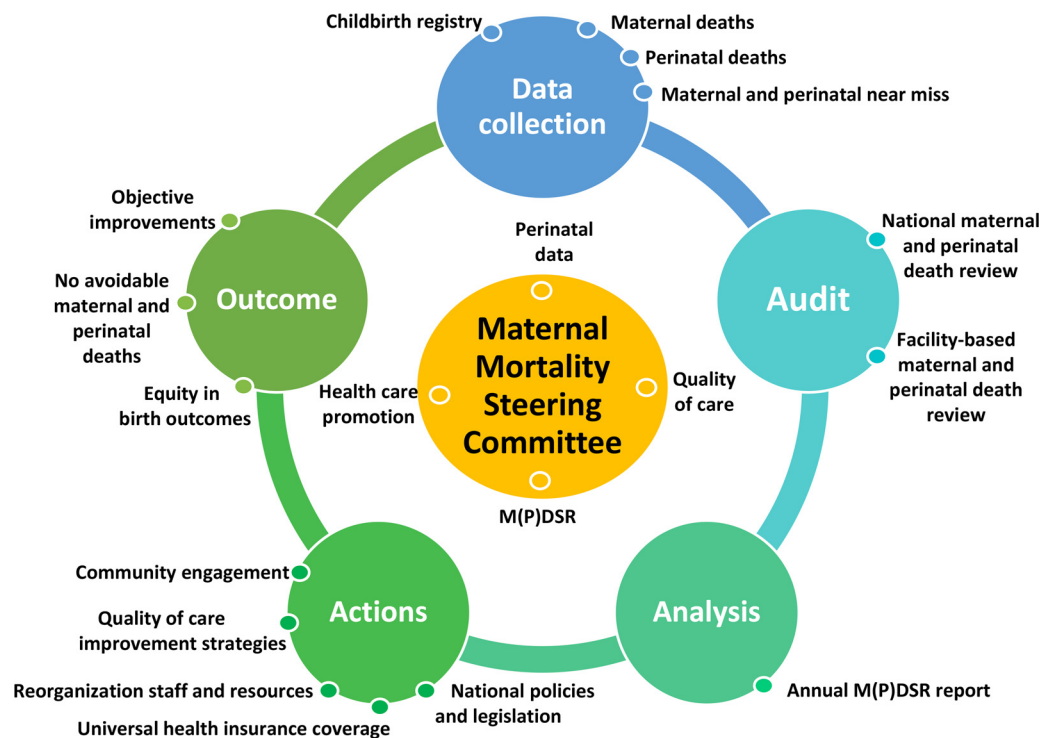 Childbirth registry
Maternal deaths
Perinatal deaths
Maternal and perinatal near miss
Data
collection
National maternal
and perinatal
death review
Audit
Facility-based
maternal and
perinatal death
review
Analysis
Annual M(P)DSR report
Actions
Community engagement
Quality of care
improvement strategies
Reorganization staff and resources
Universal health insurance coverage
National policies
and legislation
Outcome
Objective
improvements
No avoidable
maternal and
perinatal
deaths
Equity in
birth outcomes
Perinatal
data
Maternal
Mortality
Steering
Committee
Health care
promotion
Quality
of care
M(P)DSR